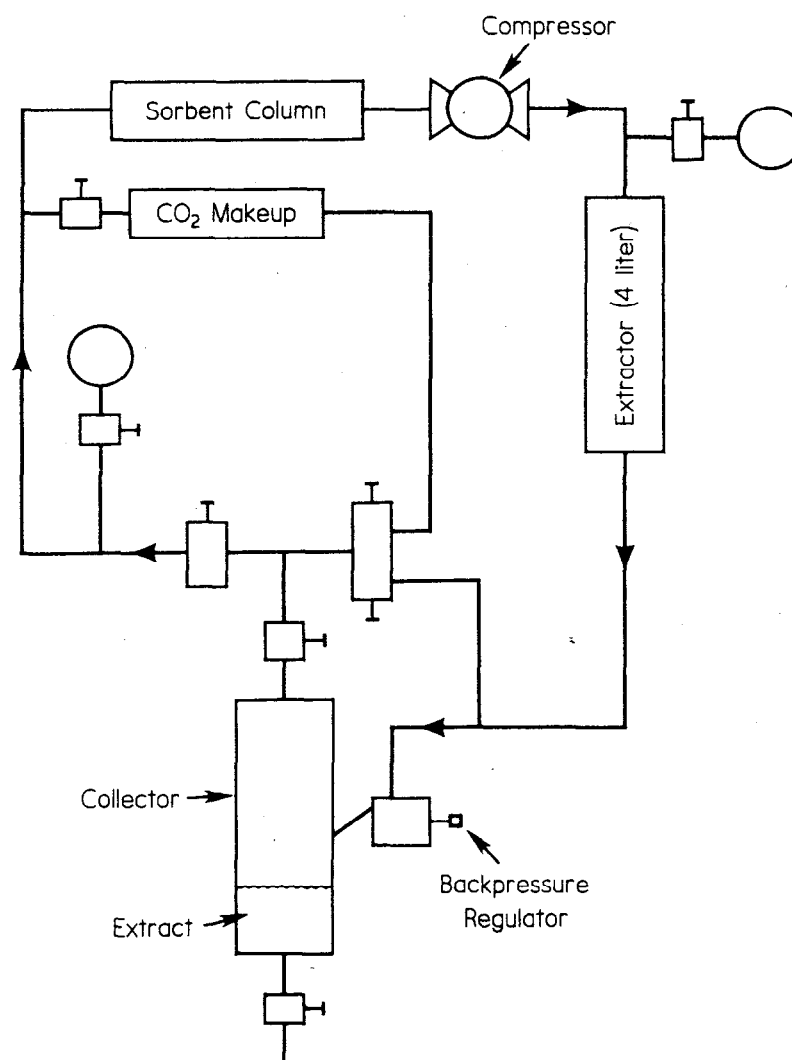 Compressor
Sorbent Column
CO₂ Makeup
Extractor (4 liter)
Collector
Backpressure
Regulator
Extract